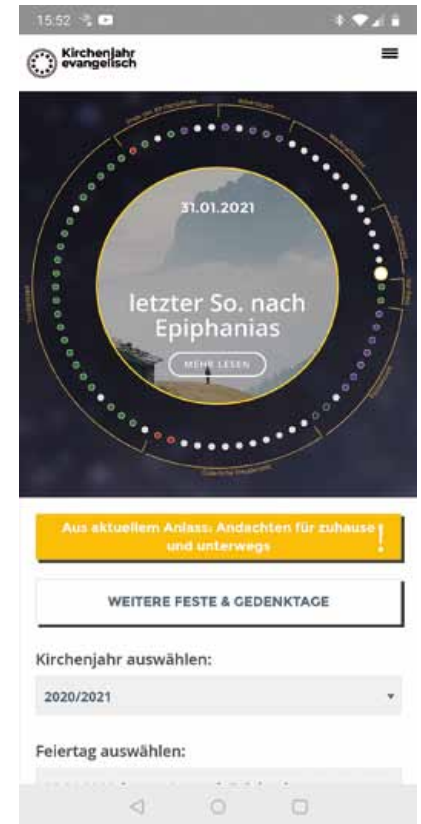 15:52
Kirchenjahr
evangelisch
31.01.2021
letzter So. nach
Epiphanias
MEHR LESEN
Aus aktuellem Anlass: Andachten für zuhause
und unterwegs
!
WEITERE FESTE & GEDENKTAGE
Kirchenjahr auswählen:
2020/2021
Feiertag auswählen: